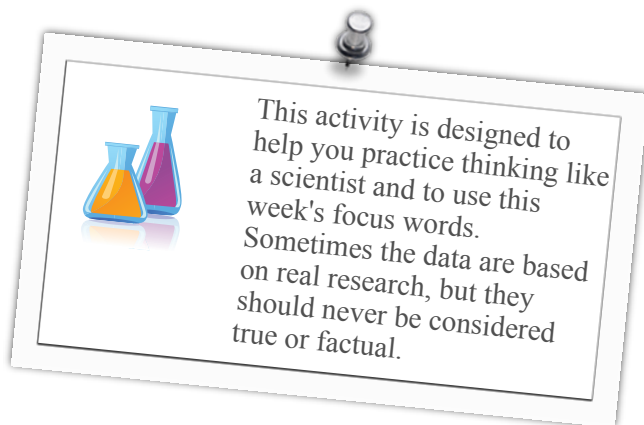 This activity is designed to
help you practice thinking like
a scientist and to use this
week's focus words.
Sometimes the data are based
on real research, but they
should never be considered
true or factual.